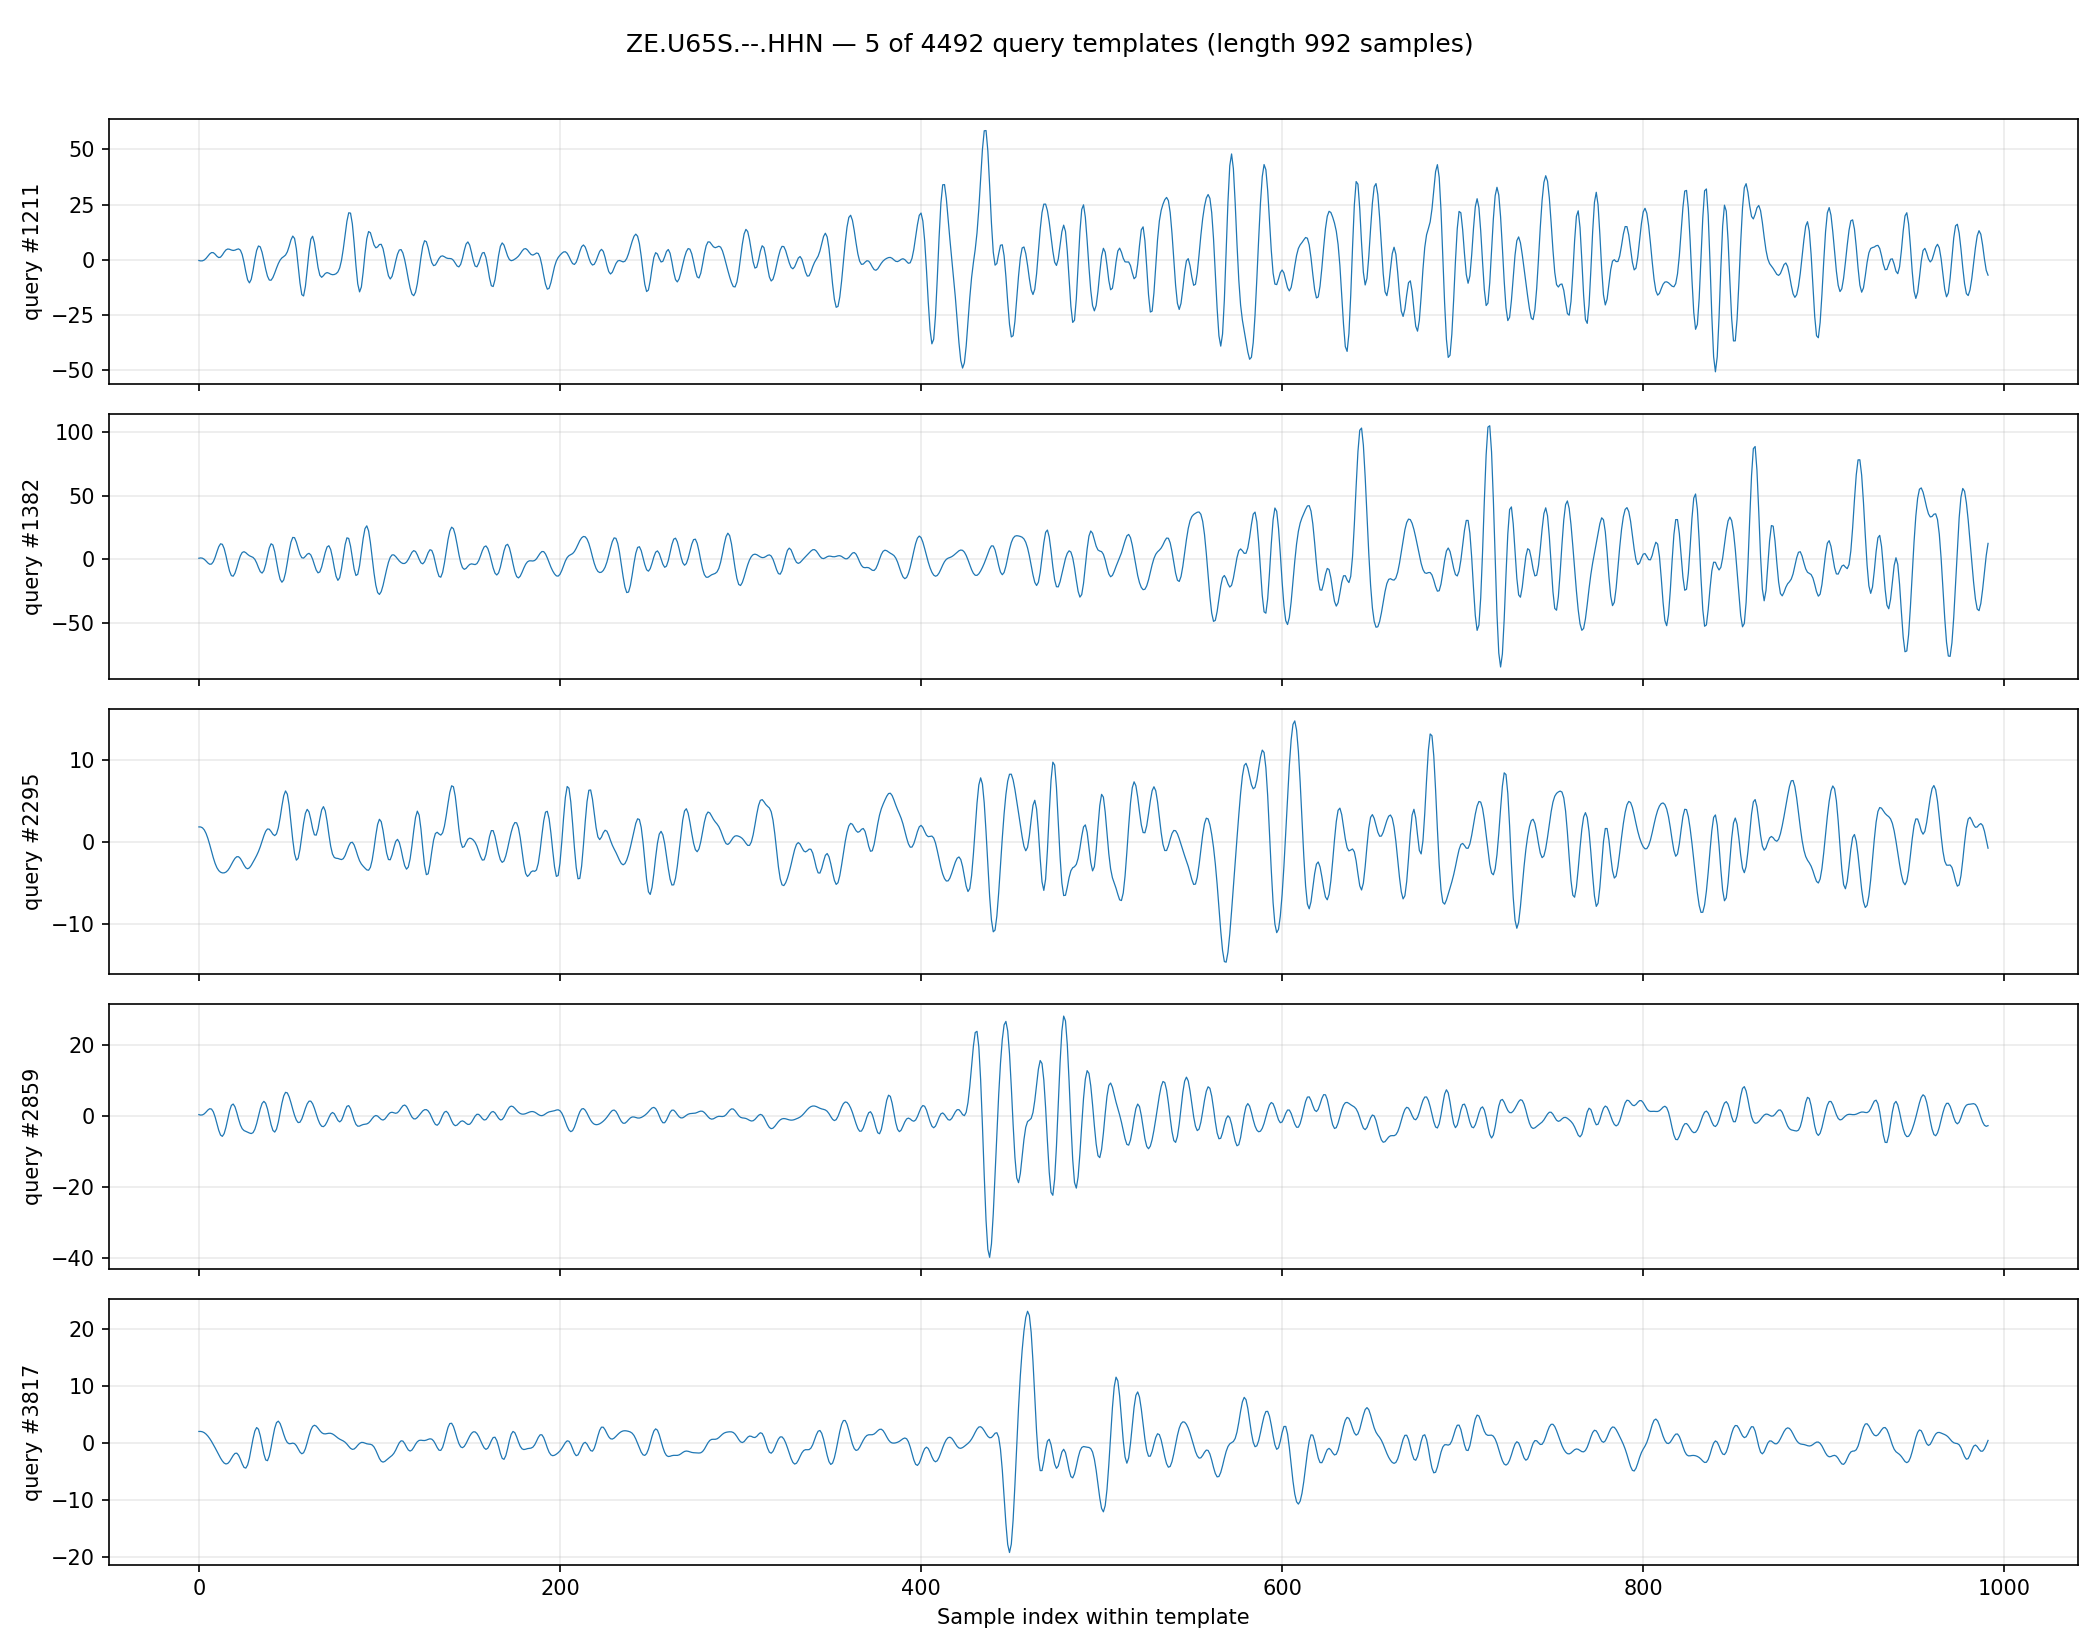 ZE.U65S.--.HHN — 5 of 4492 query templates (length 992 samples)
query #1211
50
25
0
−25
−50
query #1382
100
50
0
−50
query #2295
10
0
−10
query #2859
20
0
−20
−40
query #3817
20
10
0
−10
−20
0 200 400 600 800 1000
Sample index within template